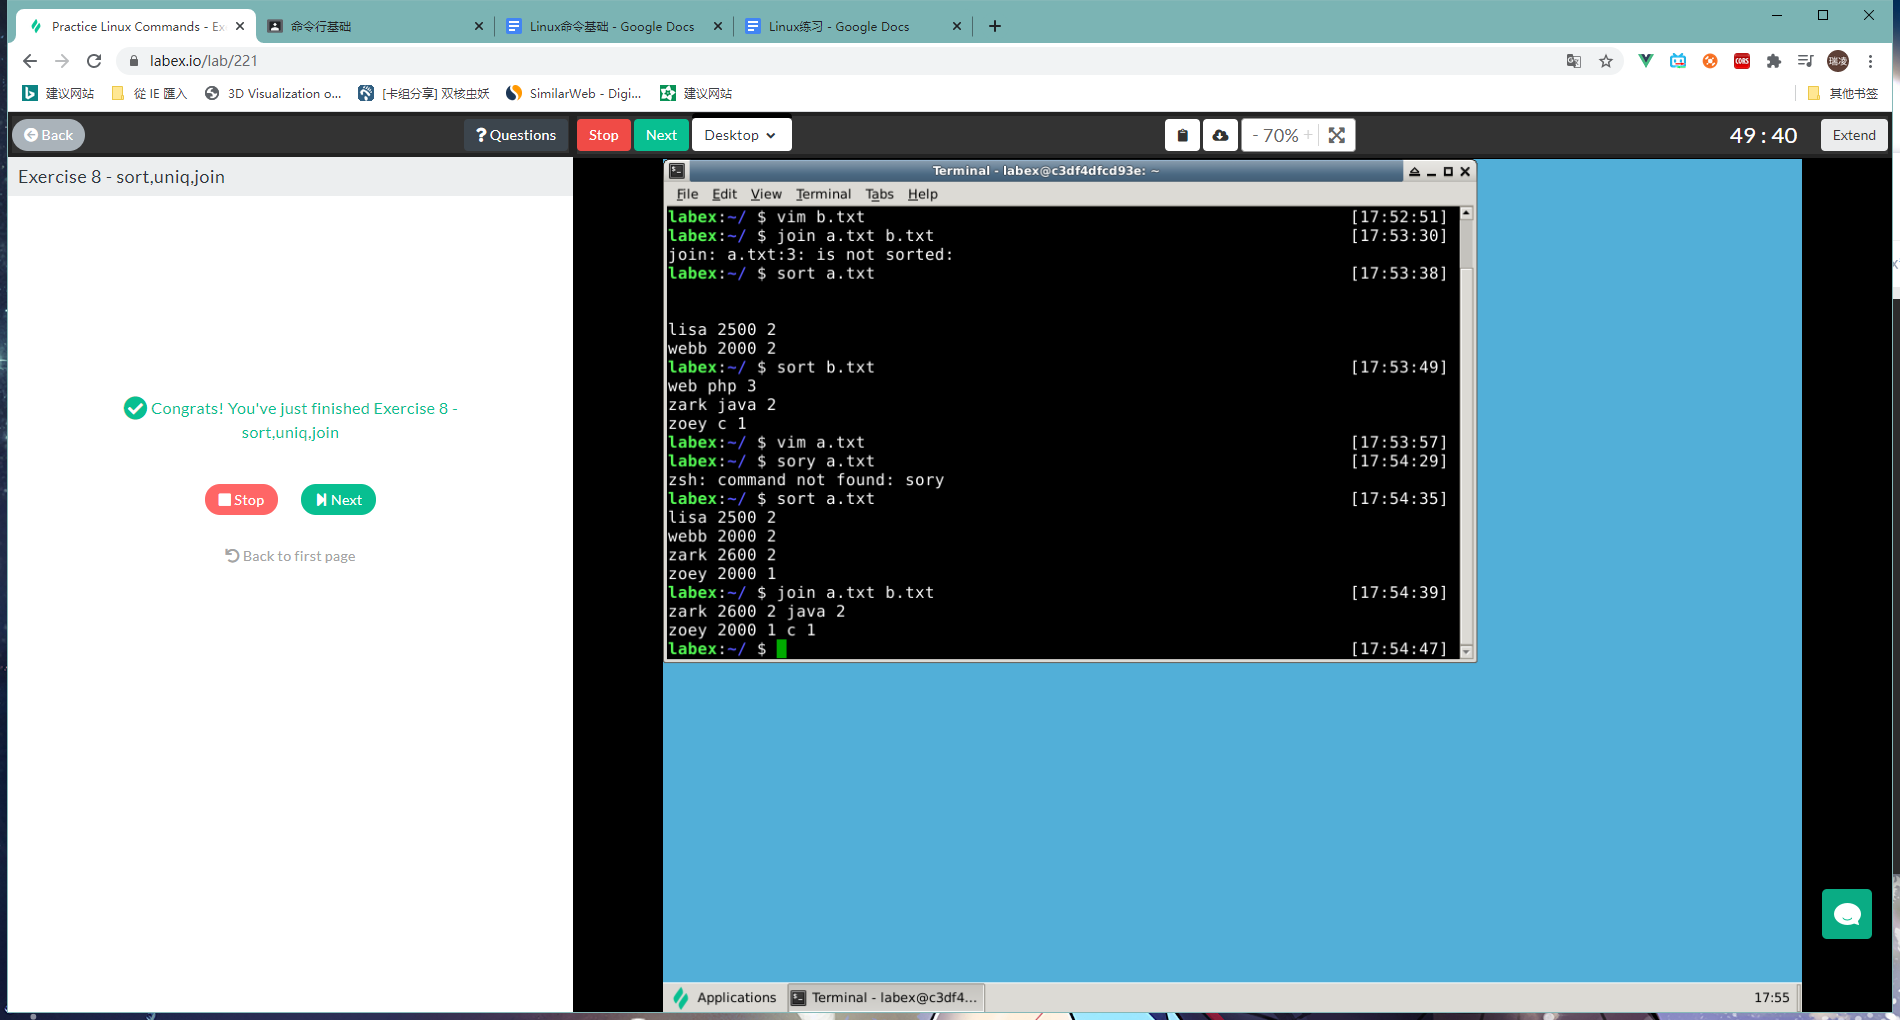 Practice Linux Commands - Ex
命令行基础
Linux命令基础 - Google Docs
Linux练习 - Google Docs
labex.io/lab/221
CORS
瑞凌
建议网站
從 IE 匯入
3D Visualization o...
[卡组分享] 双核虫妖
SimilarWeb - Digi...
建议网站
其他书签
Back
? Questions
Stop
Next
Desktop
- 70% +
49 : 40
Extend
Exercise 8 - sort,uniq,join
Congrats! You've just finished Exercise 8 -
sort,uniq,join
Stop
Next
Back to first page
Terminal - labex@c3df4dfcd93e: ~
File Edit View Terminal Tabs Help
labex:~/ $ vim b.txt [17:52:51]
labex:~/ $ join a.txt b.txt [17:53:30]
join: a.txt:3: is not sorted:
labex:~/ $ sort a.txt [17:53:38]
lisa 2500 2
webb 2000 2
labex:~/ $ sort b.txt [17:53:49]
web php 3
zark java 2
zoey c 1
labex:~/ $ vim a.txt [17:53:57]
labex:~/ $ sory a.txt [17:54:29]
zsh: command not found: sory
labex:~/ $ sort a.txt [17:54:35]
lisa 2500 2
webb 2000 2
zark 2600 2
zoey 2000 1
labex:~/ $ join a.txt b.txt [17:54:39]
zark 2600 2 java 2
zoey 2000 1 c 1
labex:~/ $ [17:54:47]
Applications
Terminal - labex@c3df4...
17:55